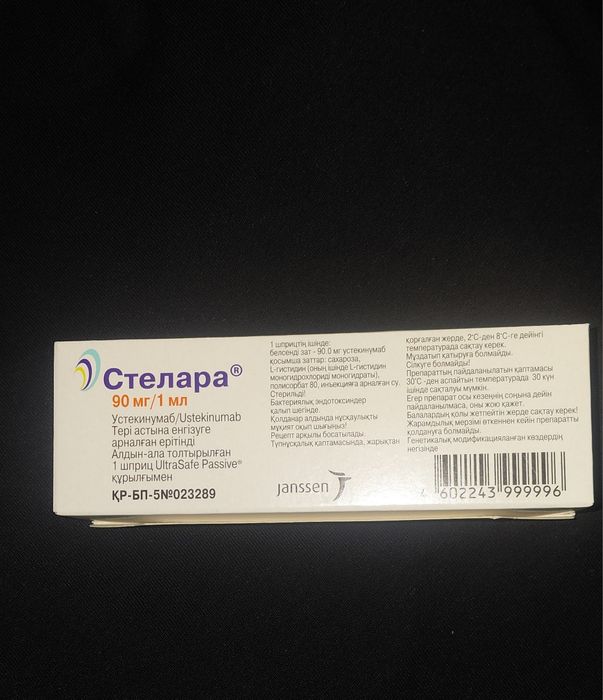 Стелара®
90 мг/1 мл
Устекинумаб/Ustekinumab
Тері астына енгізуге
арналған ерітінді
Алдын-ала толтырылған
1 шприц UltraSafe Passive®
құрылғымен
ҚР-БП-5№023289
1 шприцтің ішінде:
белсенді зат - 90.0 мг устекинумаб
қосымша заттар: сахароза,
L-гистидин (оның ішінде L-гистидин
моногидрохлориді моногидраты),
полисорбат 80, инъекцияға арналған су.
Стерильді!
Бактериялық эндотоксиндер
қалып шегінде.
Қолданар алдында нұсқаулықты
мұқият оқып шығыңыз!
Рецепт арқылы босатылады.
Түпнұсқалық қаптамасында, жарықтан
қорғалған жерде, 2°С-ден 8°С-ге дейінгі
температурада сақтау керек.
Мұздатып қатыруға болмайды.
Сілкуге болмайды!
Препараттың пайдаланылатын қаптамасы
30°С -ден аспайтын температурада 30 күн
ішінде сақталуы мүмкін.
Егер препарат осы кезеңнің соңына дейін
пайдаланылмаса, оны жою қажет.
Балалардың қолы жетпейтін жерде сақтау керек!
Жарамдылық мерзімі өткеннен кейін препаратты
қолдануға болмайды.
Генетикалық модификацияланған көздердің
негізінде
janssen
4 602243 999996